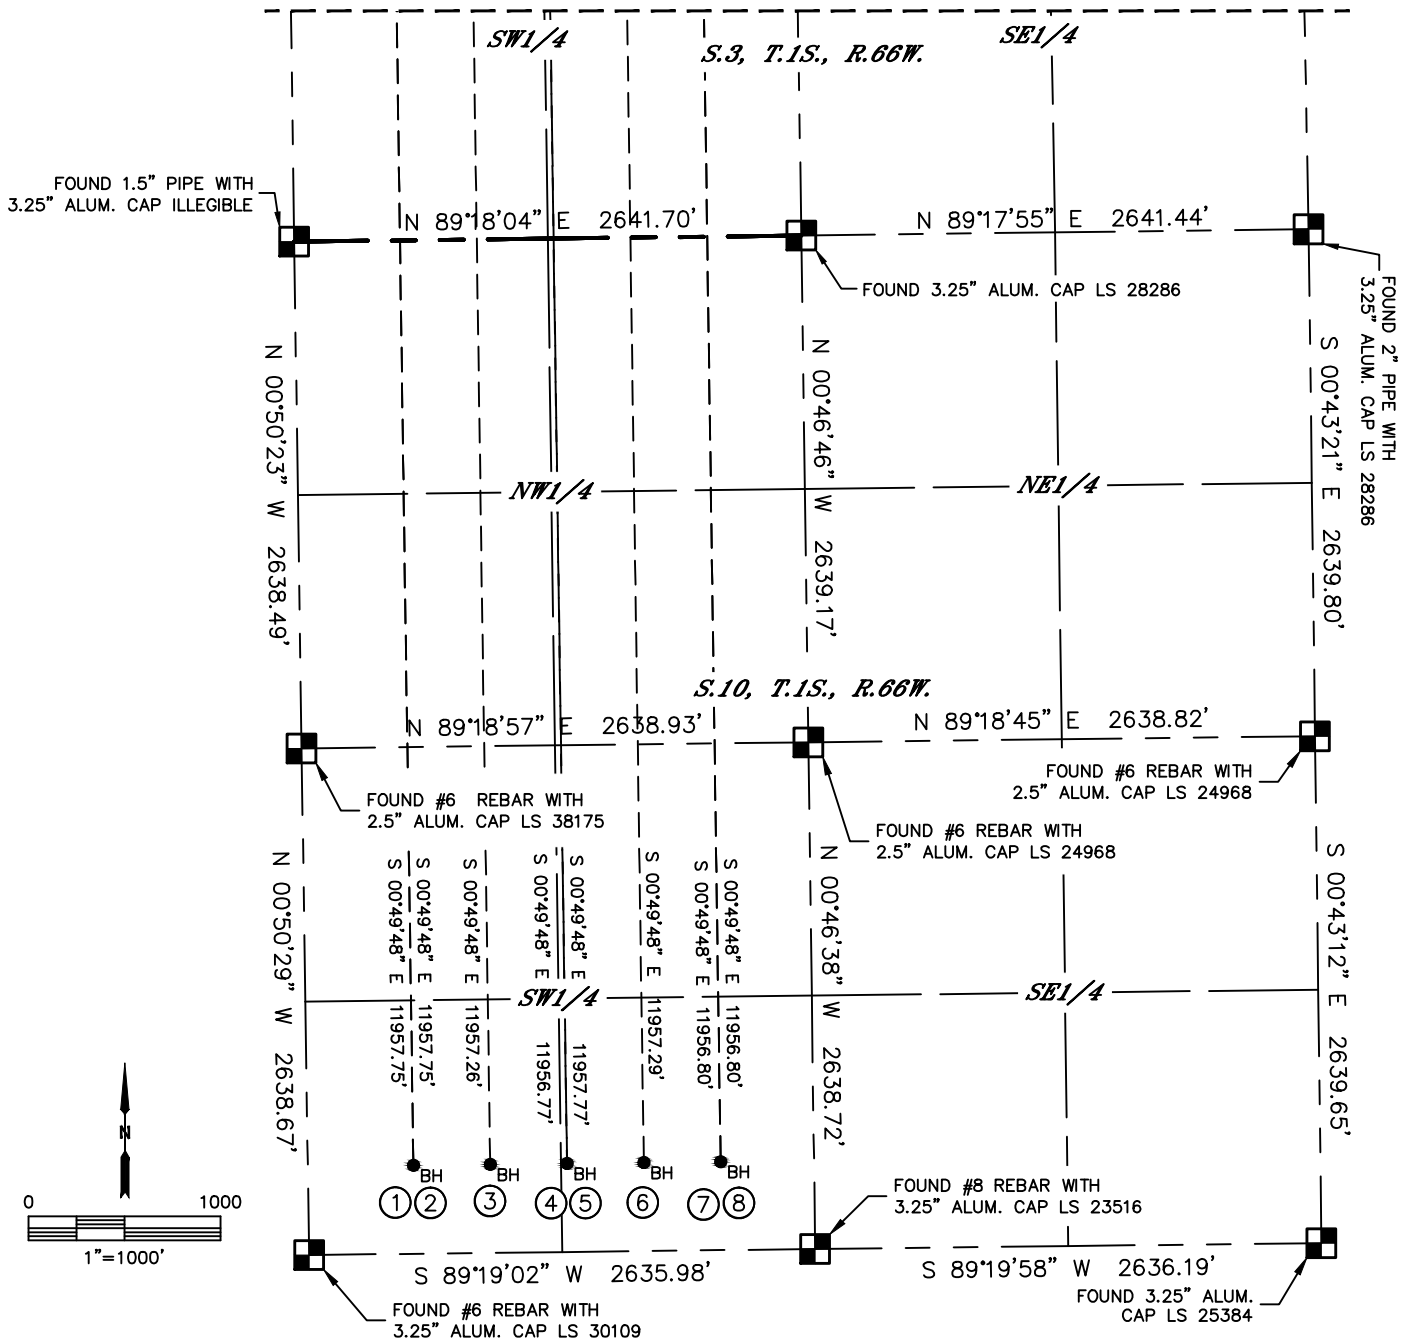 SW1/4
SE1/4
S.3, T.1S., R.66W.
FOUND 1.5" PIPE WITH
3.25" ALUM. CAP ILLEGIBLE
N 89°18'04" E 2641.70'
N 89°17'55" E 2641.44'
FOUND 3.25" ALUM. CAP LS 28286
FOUND 2" PIPE WITH
3.25" ALUM. CAP LS 28286
N 00°50'23" W 2638.49'
N 00°46'46" W 2639.17'
S 00°43'21" E 2639.80'
NW1/4
NE1/4
S.10, T.1S., R.66W.
N 89°18'57" E 2638.93'
N 89°18'45" E 2638.82'
FOUND #6 REBAR WITH
2.5" ALUM. CAP LS 38175
FOUND #6 REBAR WITH
2.5" ALUM. CAP LS 24968
FOUND #6 REBAR WITH
2.5" ALUM. CAP LS 24968
N 00°50'29" W 2638.67'
S 00°49'48" E 11957.75'
S 00°49'48" E 11957.75'
S 00°49'48" E 11957.26'
S 00°49'48" E 11956.77'
S 00°49'48" E 11957.77'
S 00°49'48" E 11957.29'
S 00°49'48" E 11956.80'
S 00°49'48" E 11956.80'
N 00°46'38" W 2638.72'
S 00°43'12" E 2639.65'
SW1/4
SE1/4
N
BH
BH
BH
BH
BH
1 2 3 4 5 6 7 8
0 1000
1"=1000'
FOUND #8 REBAR WITH
3.25" ALUM. CAP LS 23516
S 89°19'02" W 2635.98'
S 89°19'58" W 2636.19'
FOUND #6 REBAR WITH
3.25" ALUM. CAP LS 30109
FOUND 3.25" ALUM.
CAP LS 25384